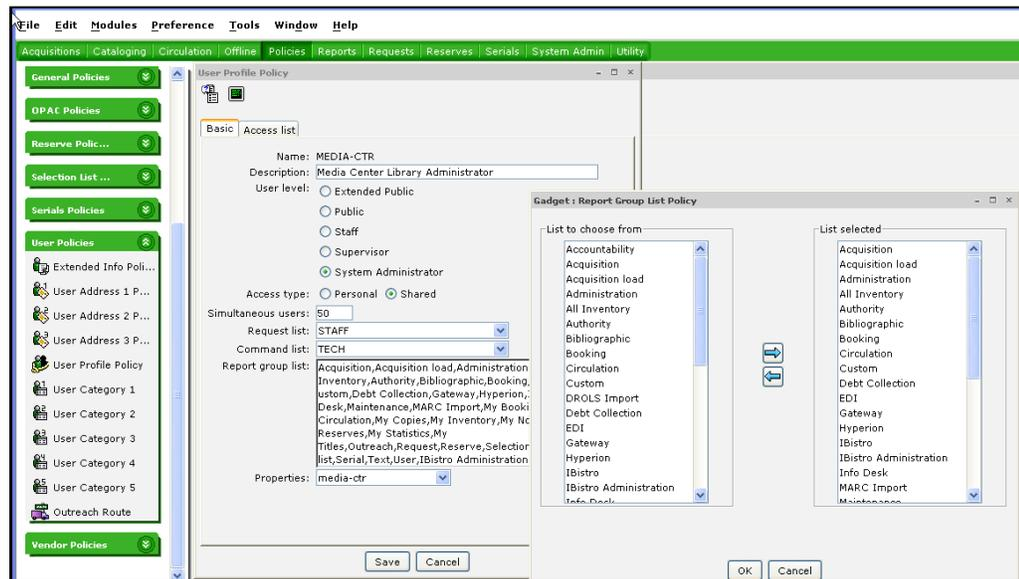 File Edit Modules Preference Tools Window Help
Acquisitions Cataloging Circulation Offline Policies Reports Requests Reserves Serials System Admin Utility
General Policies
OPAC Policies
Reserve Polic...
Selection List ...
Serials Policies
User Policies
Extended Info Poli...
User Address 1 P...
User Address 2 P...
User Address 3 P...
User Profile Policy
User Category 1
User Category 2
User Category 3
User Category 4
User Category 5
Outreach Route
Vendor Policies
User Profile Policy
Basic Access list
Name: MEDIA-CTR
Description: Media Center Library Administrator
User level: Extended Public
Public
Staff
Supervisor
System Administrator
Access type: Personal Shared
Simultaneous users: 50
Request list: STAFF
Command list: TECH
Report group list: Acquisition,Acquisition load,Administration
Inventory,Authority,Bibliographic,Booking,
ustom,Debt Collection,Gateway,Hyperion,
Desk,Maintenance,MARC Import,My Booki
Circulation,My Copies,My Inventory,My No
Reserves,My Statistics,My
Titles,Outreach,Request,Reserve,Selection
list,Serial,Text,User,IBistro Administration
Properties: media-ctr
Save Cancel
Gadget : Report Group List Policy
List to choose from
Accountability
Acquisition
Acquisition load
Administration
All Inventory
Authority
Bibliographic
Booking
Circulation
Custom
DROLS Import
Debt Collection
EDI
Gateway
Hyperion
IBistro
IBistro Administration
Info Desk
List selected
Acquisition
Acquisition load
Administration
All Inventory
Authority
Bibliographic
Booking
Circulation
Custom
Debt Collection
EDI
Gateway
Hyperion
IBistro
IBistro Administration
Info Desk
MARC Import
Maintenance
OK Cancel